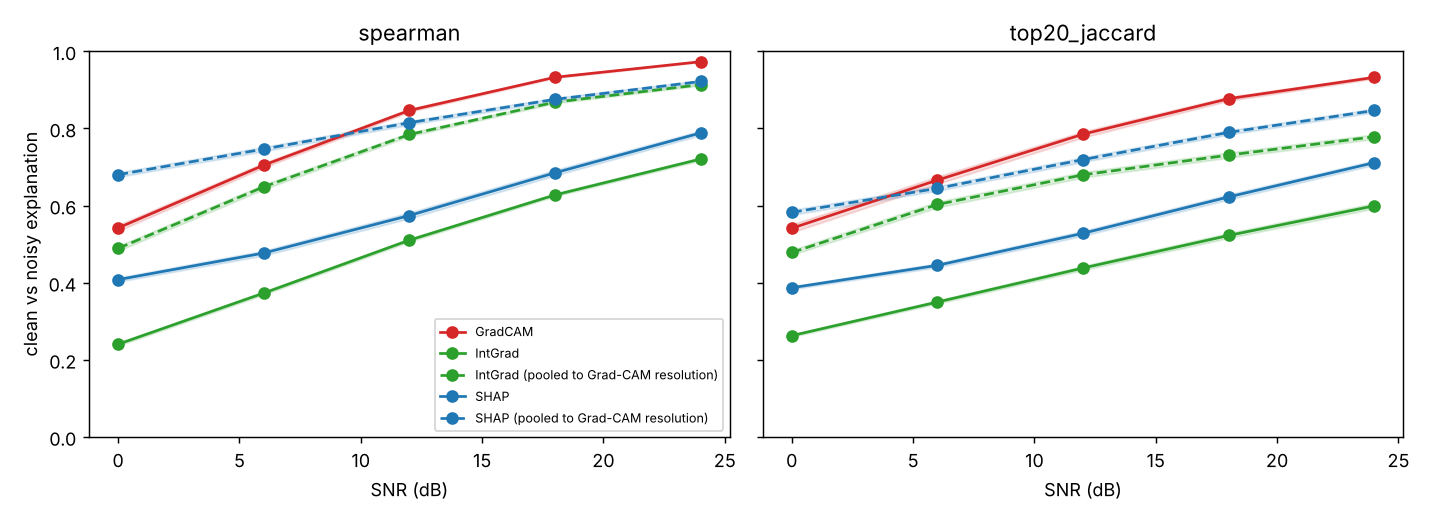 spearman
top20_jaccard
clean vs noisy explanation
1.0
0.8
0.6
0.4
0.2
0.0
GradCAM
IntGrad
IntGrad (pooled to Grad-CAM resolution)
SHAP
SHAP (pooled to Grad-CAM resolution)
0 5 10 15 20 25
0 5 10 15 20 25
SNR (dB)
SNR (dB)